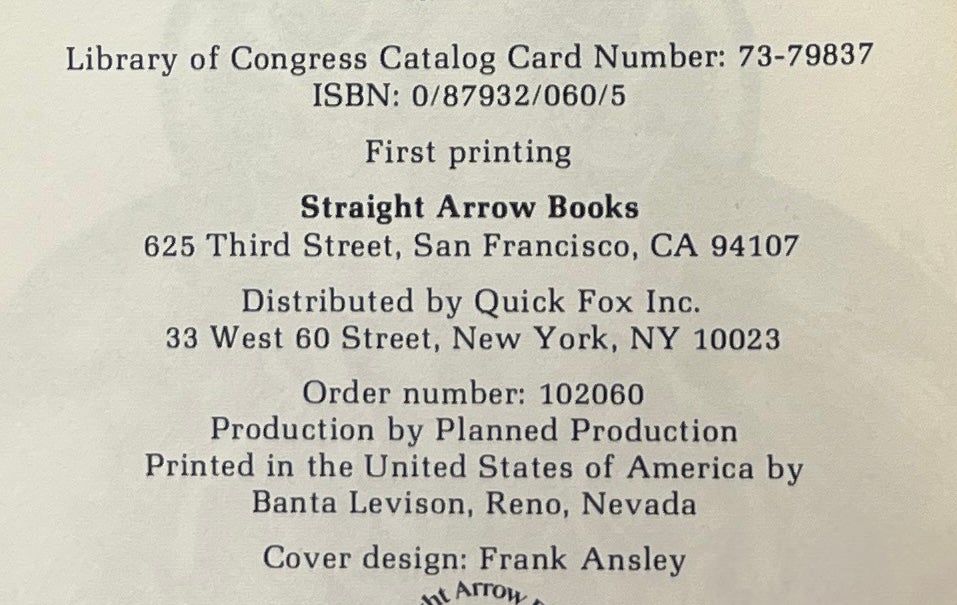 Library of Congress Catalog Card Number: 73-79837
ISBN: 0/87932/060/5
First printing
Straight Arrow Books
625 Third Street, San Francisco, CA 94107
Distributed by Quick Fox Inc.
33 West 60 Street, New York, NY 10023
Order number: 102060
Production by Planned Production
Printed in the United States of America by
Banta Levison, Reno, Nevada
Cover design: Frank Ansley
Arrow